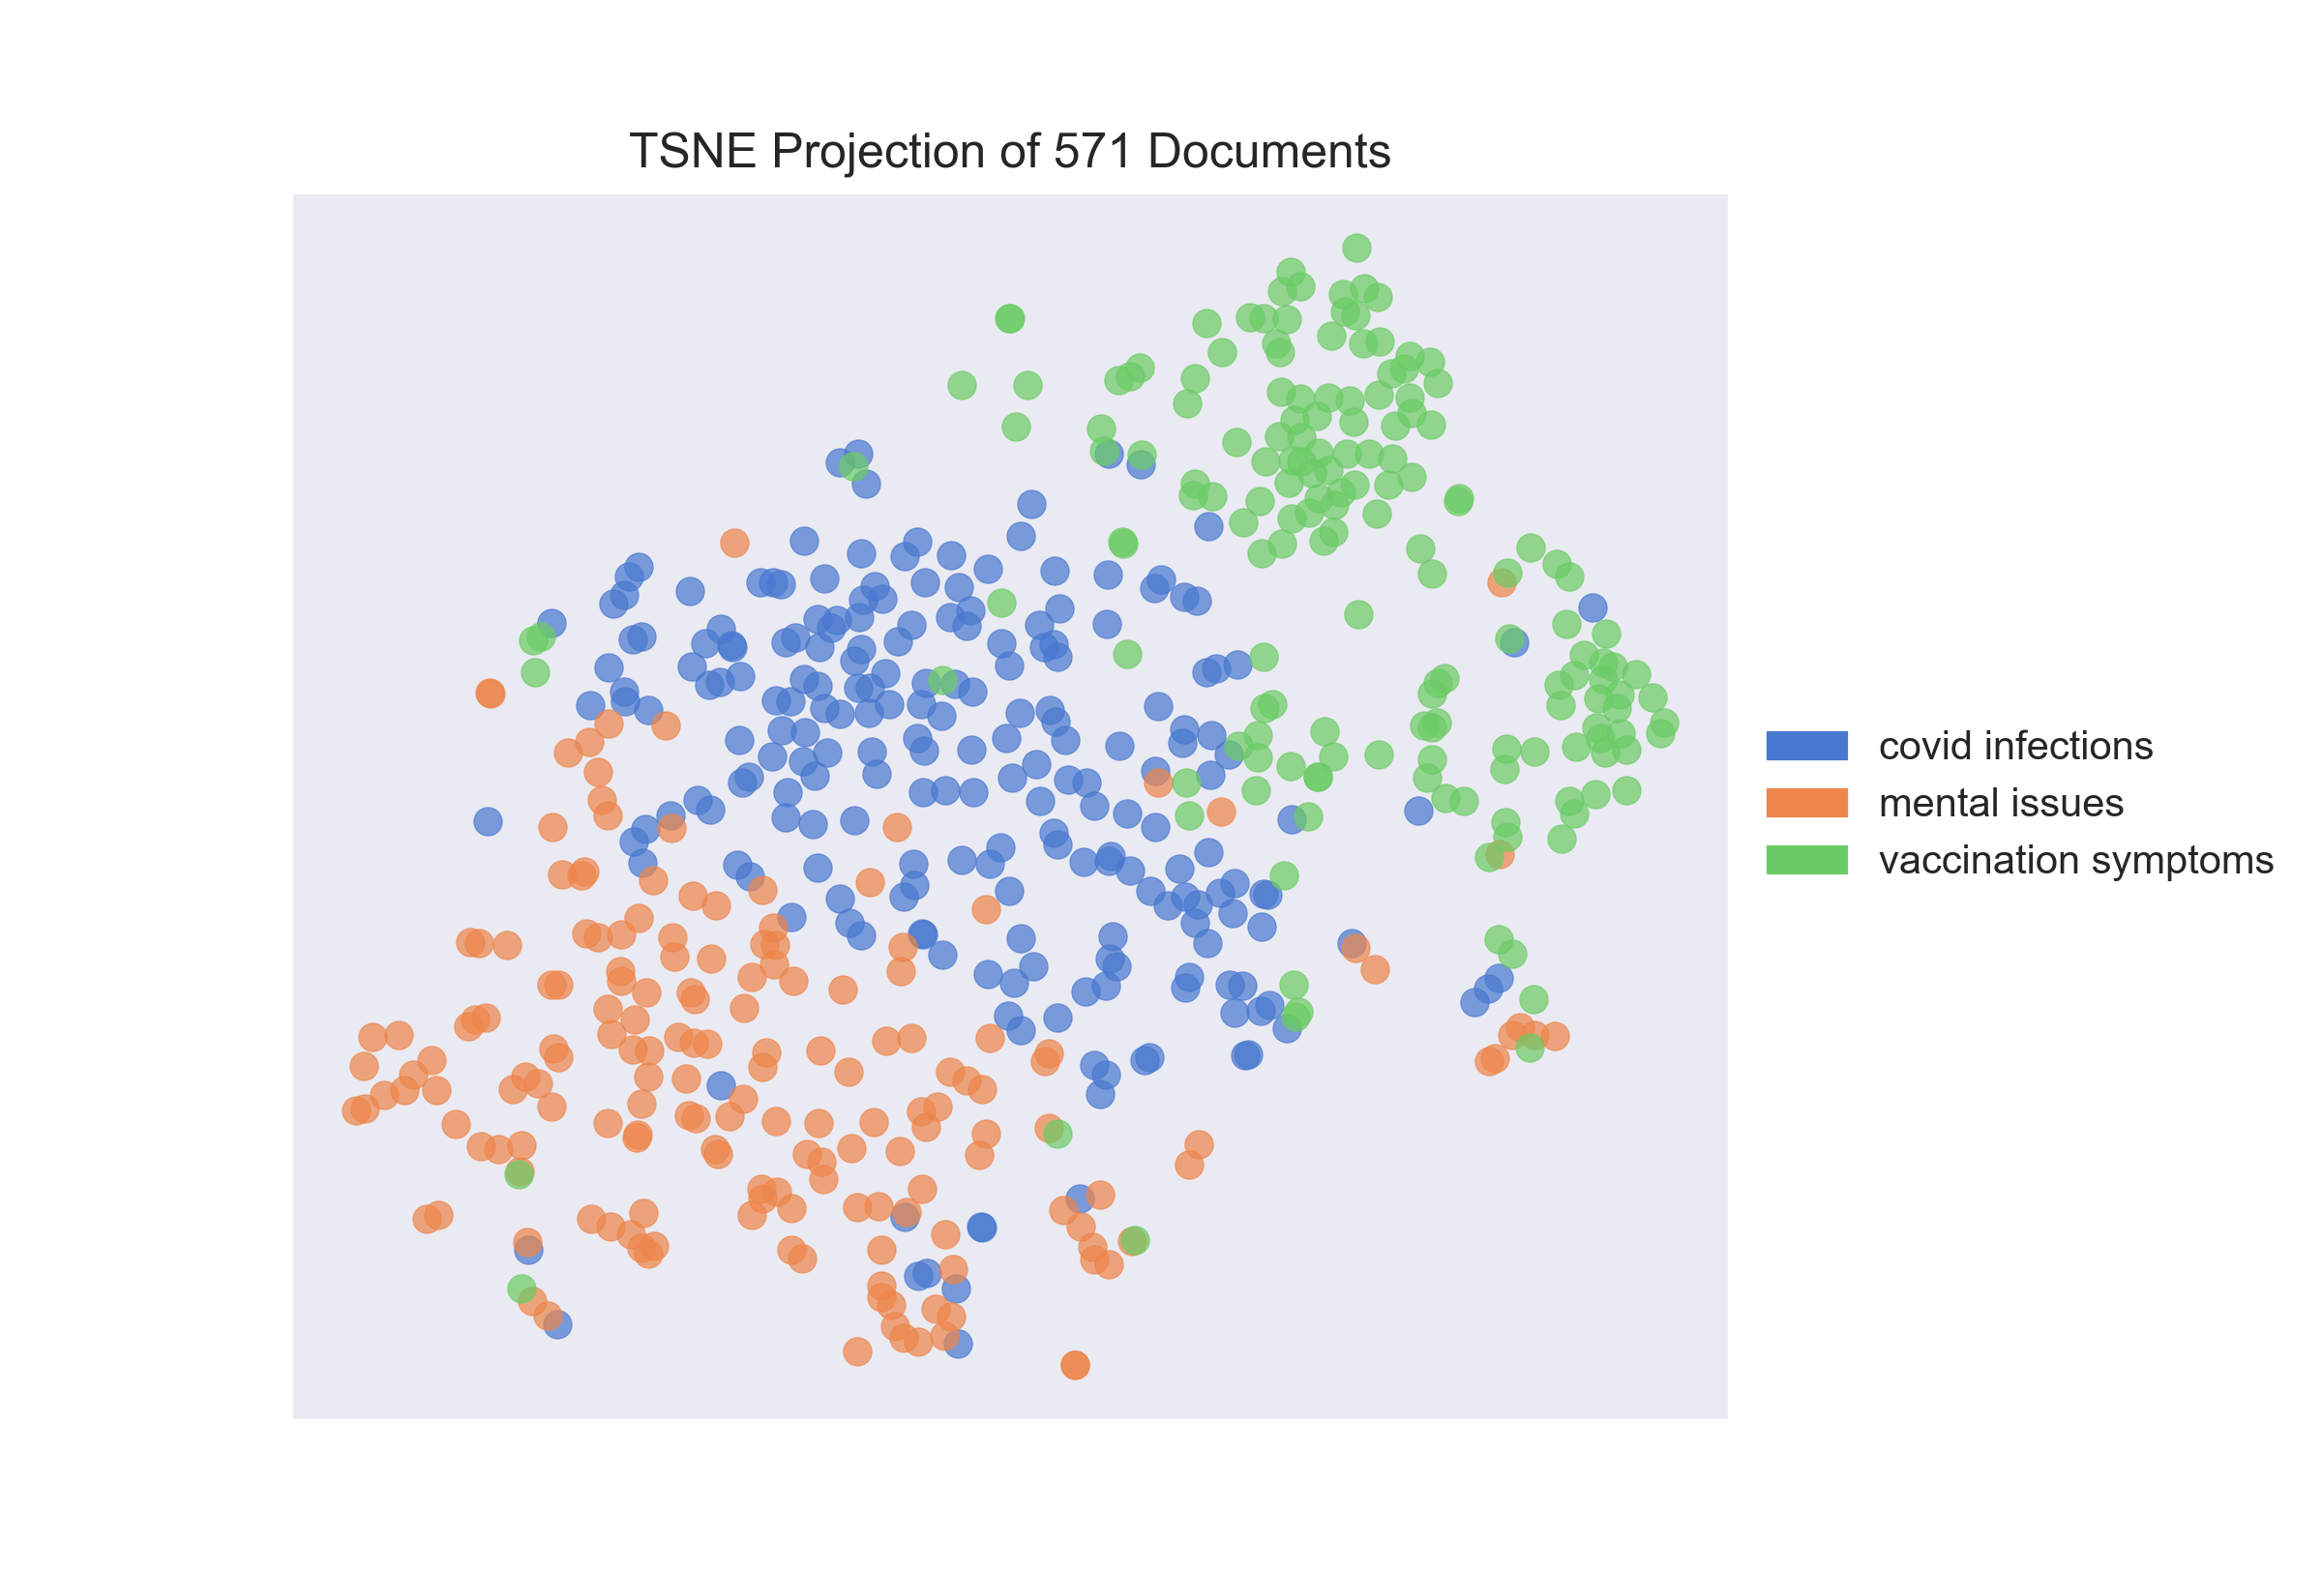 TSNE Projection of 571 Documents
covid infections
mental issues
vaccination symptoms